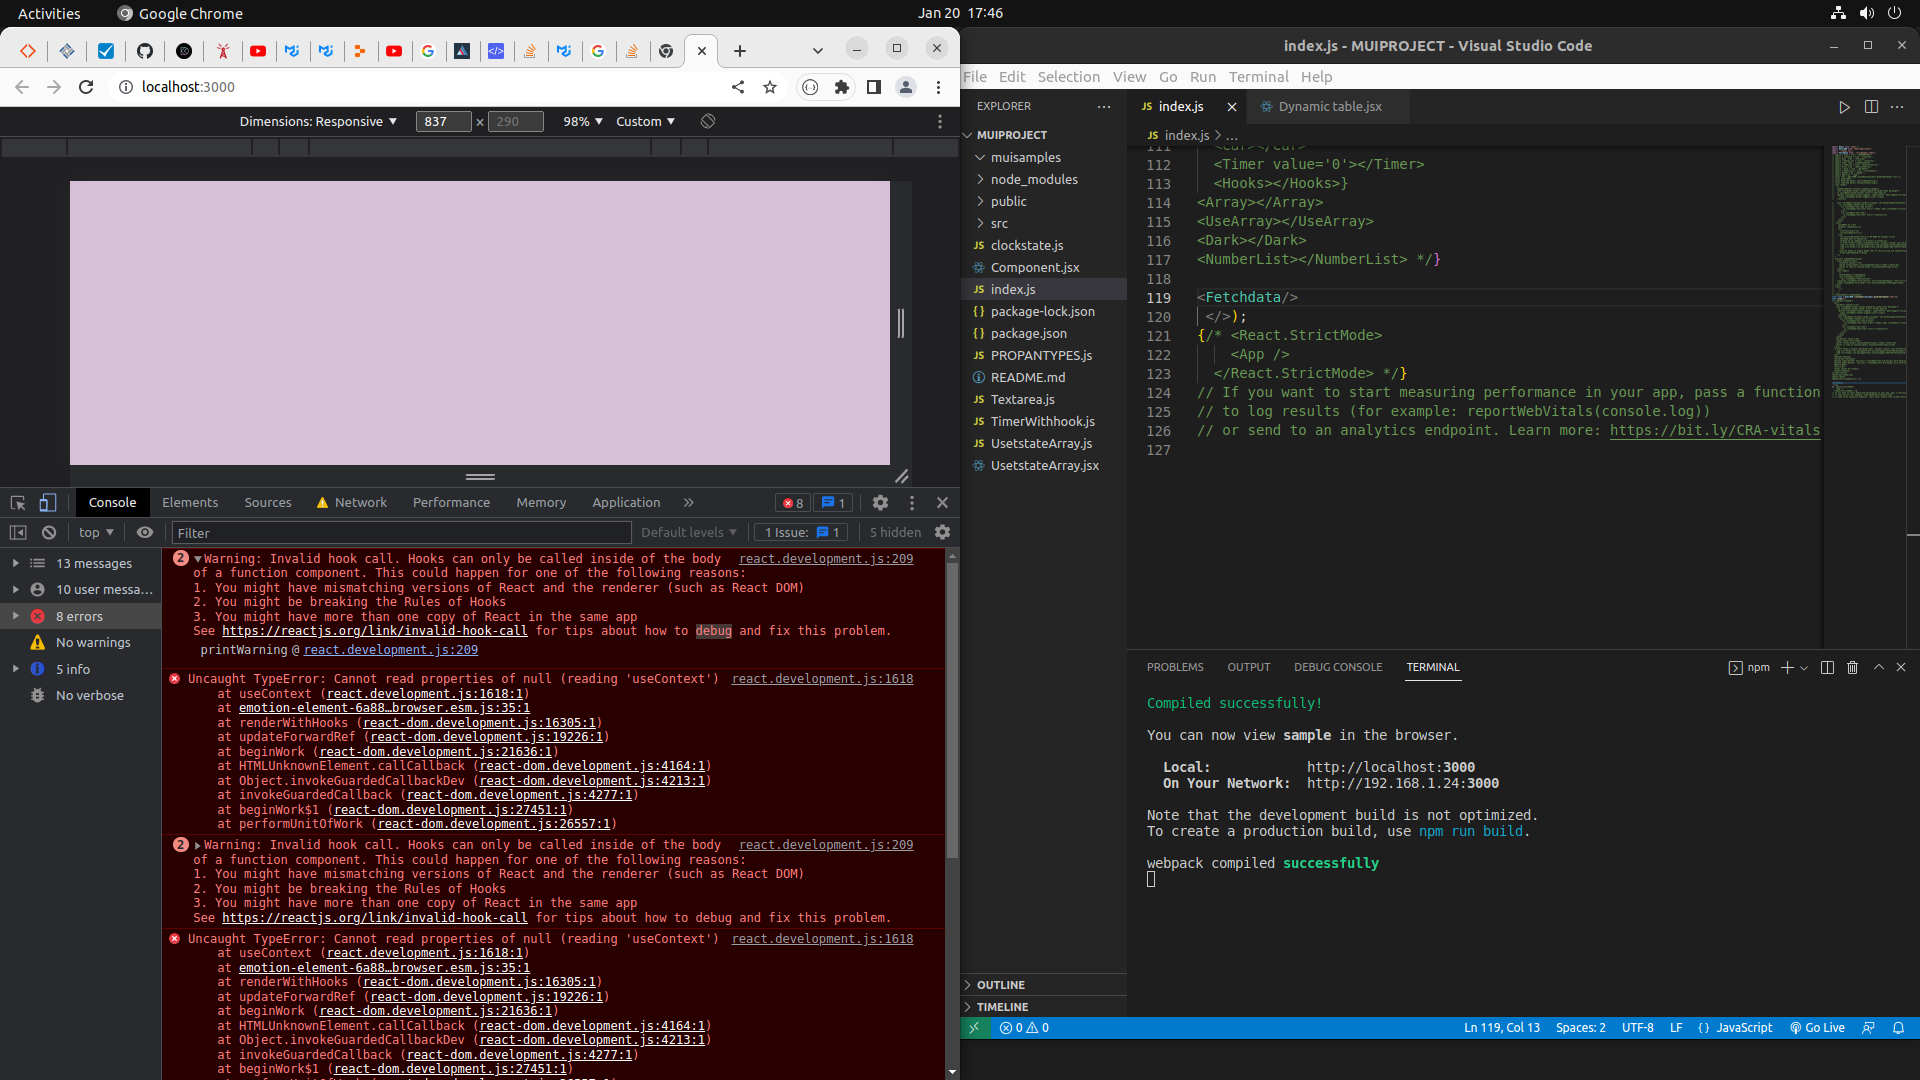 Activities
Google Chrome
Jan 20 17:46
localhost:3000
Dimensions: Responsive ▼ 837 × 290 98% ▼ Custom ▼
Console Elements Sources Network Performance Memory Application » 8 1
top ▼ Filter Default levels ▼ 1 Issue: 1 5 hidden
13 messages
10 user messa...
8 errors
No warnings
5 info
No verbose
2 ▼Warning: Invalid hook call. Hooks can only be called inside of the body react.development.js:209
of a function component. This could happen for one of the following reasons:
1. You might have mismatching versions of React and the renderer (such as React DOM)
2. You might be breaking the Rules of Hooks
3. You might have more than one copy of React in the same app
See https://reactjs.org/link/invalid-hook-call for tips about how to debug and fix this problem.
printWarning @ react.development.js:209
Uncaught TypeError: Cannot read properties of null (reading 'useContext') react.development.js:1618
at useContext (react.development.js:1618:1)
at emotion-element-6a88…browser.esm.js:35:1
at renderWithHooks (react-dom.development.js:16305:1)
at updateForwardRef (react-dom.development.js:19226:1)
at beginWork (react-dom.development.js:21636:1)
at HTMLUnknownElement.callCallback (react-dom.development.js:4164:1)
at Object.invokeGuardedCallbackDev (react-dom.development.js:4213:1)
at invokeGuardedCallback (react-dom.development.js:4277:1)
at beginWork$1 (react-dom.development.js:27451:1)
at performUnitOfWork (react-dom.development.js:26557:1)
2 ▶Warning: Invalid hook call. Hooks can only be called inside of the body react.development.js:209
of a function component. This could happen for one of the following reasons:
1. You might have mismatching versions of React and the renderer (such as React DOM)
2. You might be breaking the Rules of Hooks
3. You might have more than one copy of React in the same app
See https://reactjs.org/link/invalid-hook-call for tips about how to debug and fix this problem.
Uncaught TypeError: Cannot read properties of null (reading 'useContext') react.development.js:1618
at useContext (react.development.js:1618:1)
at emotion-element-6a88…browser.esm.js:35:1
at renderWithHooks (react-dom.development.js:16305:1)
at updateForwardRef (react-dom.development.js:19226:1)
at beginWork (react-dom.development.js:21636:1)
at HTMLUnknownElement.callCallback (react-dom.development.js:4164:1)
at Object.invokeGuardedCallbackDev (react-dom.development.js:4213:1)
at invokeGuardedCallback (react-dom.development.js:4277:1)
at beginWork$1 (react-dom.development.js:27451:1)
index.js - MUIPROJECT - Visual Studio Code
File Edit Selection View Go Run Terminal Help
EXPLORER ...
MUIPROJECT
muisamples
node_modules
public
src
JS clockstate.js
Component.jsx
JS index.js
{ } package-lock.json
{ } package.json
JS PROPANTYPES.js
README.md
JS Textarea.js
JS TimerWithhook.js
JS UsetstateArray.js
UsetstateArray.jsx
OUTLINE
TIMELINE
JS index.js Dynamic table.jsx
JS index.js > ...
111 <Car></Car>
112 <Timer value='0'></Timer>
113 <Hooks></Hooks>}
114 <Array></Array>
115 <UseArray></UseArray>
116 <Dark></Dark>
117 <NumberList></NumberList> */}
118
119 <Fetchdata/>
120 </>);
121 {/* <React.StrictMode>
122 <App />
123 </React.StrictMode> */}
124 // If you want to start measuring performance in your app, pass a function
125 // to log results (for example: reportWebVitals(console.log))
126 // or send to an analytics endpoint. Learn more: https://bit.ly/CRA-vitals
127
PROBLEMS OUTPUT DEBUG CONSOLE TERMINAL npm
Compiled successfully!
You can now view sample in the browser.
Local: http://localhost:3000
On Your Network: http://192.168.1.24:3000
Note that the development build is not optimized.
To create a production build, use npm run build.
webpack compiled successfully
0 0 Ln 119, Col 13 Spaces: 2 UTF-8 LF { } JavaScript Go Live